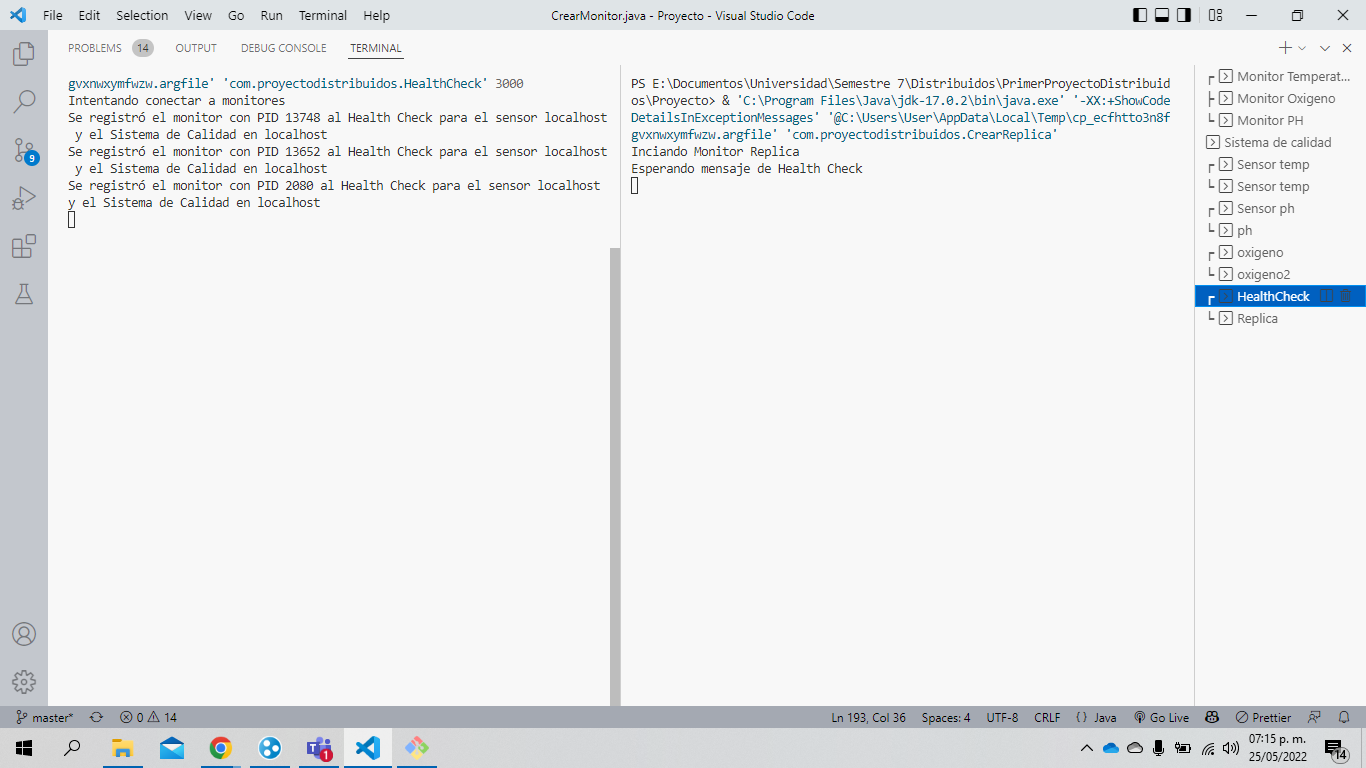 File Edit Selection View Go Run Terminal Help CrearMonitor.java - Proyecto - Visual Studio Code
PROBLEMS 14 OUTPUT DEBUG CONSOLE TERMINAL
gvxnwxymfwzw.argfile' 'com.proyectodistribuidos.HealthCheck' 3000
Intentando conectar a monitores
Se registró el monitor con PID 13748 al Health Check para el sensor localhost
y el Sistema de Calidad en localhost
Se registró el monitor con PID 13652 al Health Check para el sensor localhost
y el Sistema de Calidad en localhost
Se registró el monitor con PID 2080 al Health Check para el sensor localhost
y el Sistema de Calidad en localhost
PS E:\Documentos\Universidad\Semestre 7\Distribuidos\PrimerProyectoDistribuid
os\Proyecto> & 'C:\Program Files\Java\jdk-17.0.2\bin\java.exe' '-XX:+ShowCode
DetailsInExceptionMessages' '@C:\Users\User\AppData\Local\Temp\cp_ecfhtto3n8f
gvxnwxymfwzw.argfile' 'com.proyectodistribuidos.CrearReplica'
Inciando Monitor Replica
Esperando mensaje de Health Check
Monitor Temperat...
Monitor Oxigeno
Monitor PH
Sistema de calidad
Sensor temp
Sensor temp
Sensor ph
ph
oxigeno
oxigeno2
HealthCheck
Replica
9
master* 0 14 Ln 193, Col 36 Spaces: 4 UTF-8 CRLF {} Java Go Live Prettier
1
07:15 p. m.
25/05/2022
14